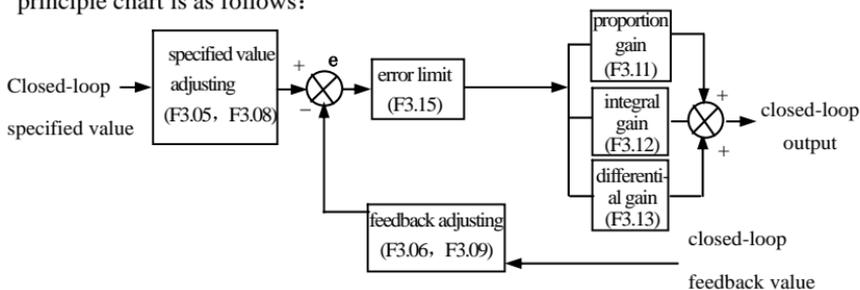 principle chart is as follows：
Closed-loop
specified value
specified value
adjusting
(F3.05，F3.08)
+
e
−
error limit
(F3.15)
proportion
gain
(F3.11)
integral
gain
(F3.12)
differenti-
al gain
(F3.13)
+
+
closed-loop
output
feedback adjusting
(F3.06，F3.09)
closed-loop
feedback value